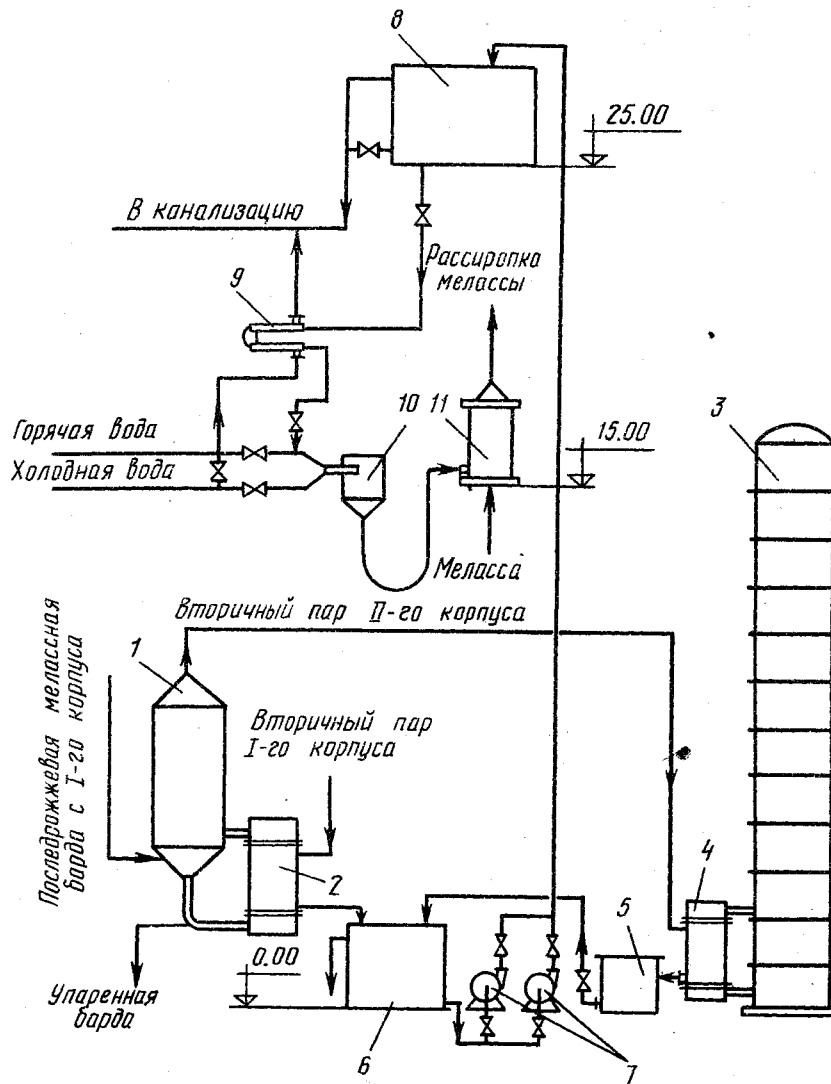 8
25.00
В канализацию
Рассиропка
мелассы
9
10
11
Горячая вода
Холодная вода
15.00
3
Меласса
Вторичный пар II-го корпуса
1
Последрожжевая мелассная
барда с I-го корпуса
Вторичный пар
I-го корпуса
2
4
5
0.00
Упаренная
барда
6
7